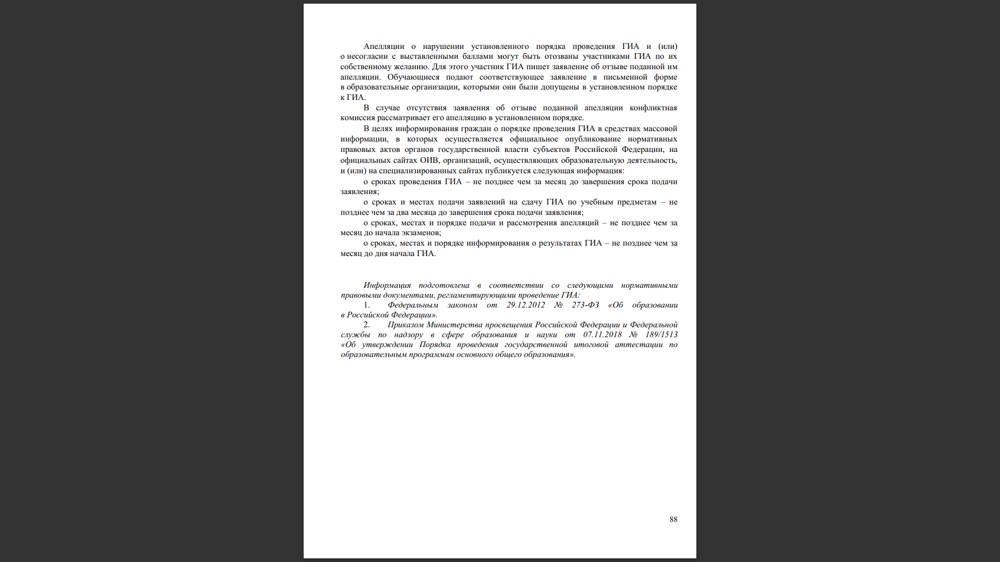 Апелляции о нарушении установленного порядка проведения ГИА и (или)
о несогласии с выставленными баллами могут быть отозваны участниками ГИА по их
собственному желанию. Для этого участник ГИА пишет заявление об отзыве поданной им
апелляции. Обучающиеся подают соответствующее заявление в письменной форме
в образовательные организации, которыми они были допущены в установленном порядке
к ГИА.
В случае отсутствия заявления об отзыве поданной апелляции конфликтная
комиссия рассматривает его апелляцию в установленном порядке.
В целях информирования граждан о порядке проведения ГИА в средствах массовой
информации, в которых осуществляется официальное опубликование нормативных
правовых актов органов государственной власти субъектов Российской Федерации, на
официальных сайтах ОИВ, организаций, осуществляющих образовательную деятельность,
и (или) на специализированных сайтах публикуется следующая информация:
о сроках проведения ГИА – не позднее чем за месяц до завершения срока подачи
заявления;
о сроках и местах подачи заявлений на сдачу ГИА по учебным предметам – не
позднее чем за два месяца до завершения срока подачи заявления;
о сроках, местах и порядке подачи и рассмотрения апелляций – не позднее чем за
месяц до начала экзаменов;
о сроках, местах и порядке информирования о результатах ГИА – не позднее чем за
месяц до дня начала ГИА.
Информация подготовлена в соответствии со следующими нормативными
правовыми документами, регламентирующими проведение ГИА:
1. Федеральным законом от 29.12.2012 № 273-ФЗ «Об образовании
в Российской Федерации».
2. Приказом Министерства просвещения Российской Федерации и Федеральной
службы по надзору в сфере образования и науки от 07.11.2018 № 189/1513
«Об утверждении Порядка проведения государственной итоговой аттестации по
образовательным программам основного общего образования».
88